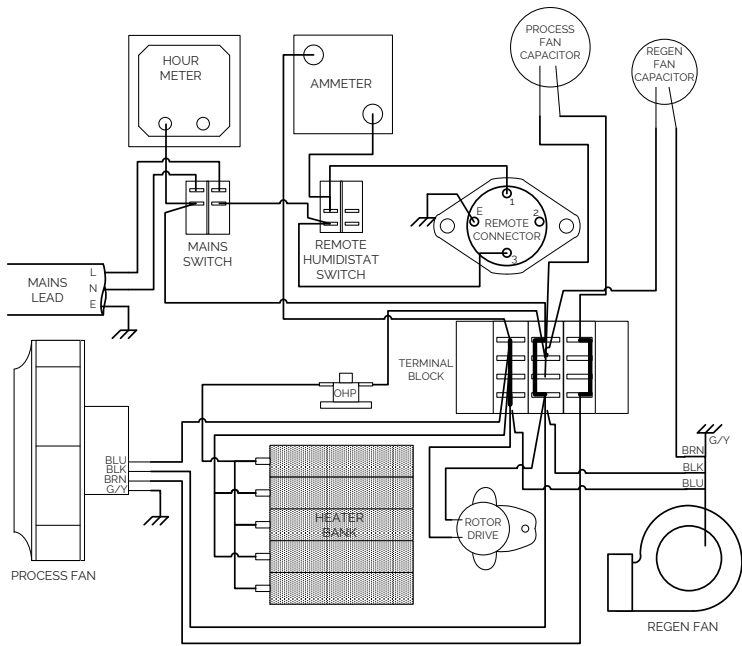 HOUR
METER
AMMETER
PROCESS
FAN
CAPACITOR
REGEN
FAN
CAPACITOR
MAINS
SWITCH
REMOTE
HUMIDISTAT
SWITCH
1
E
2
REMOTE
CONNECTOR
3
MAINS
LEAD
L
N
E
TERMINAL
BLOCK
OHP
G/Y
BRN
BLK
BLU
BLU
BLK
BRN
G/Y
HEATER
BANK
ROTOR
DRIVE
PROCESS FAN
REGEN FAN